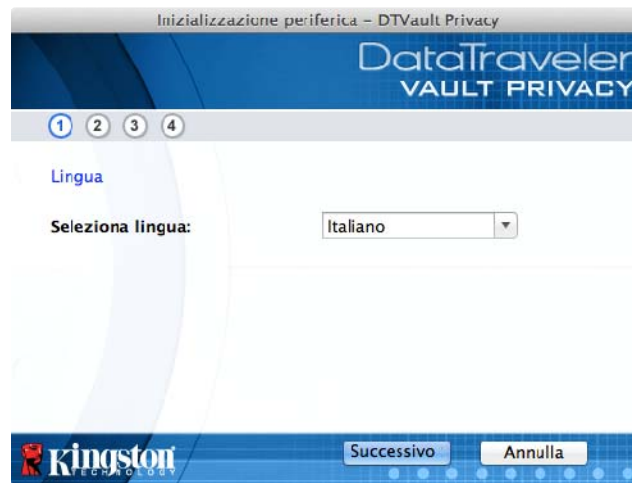 Inizializzazione periferica – DTVault Privacy
DataTraveler
VAULT PRIVACY
1 2 3 4
Lingua
Seleziona lingua:
Italiano
Kingston
TECHNOLOGY
Successivo
Annulla